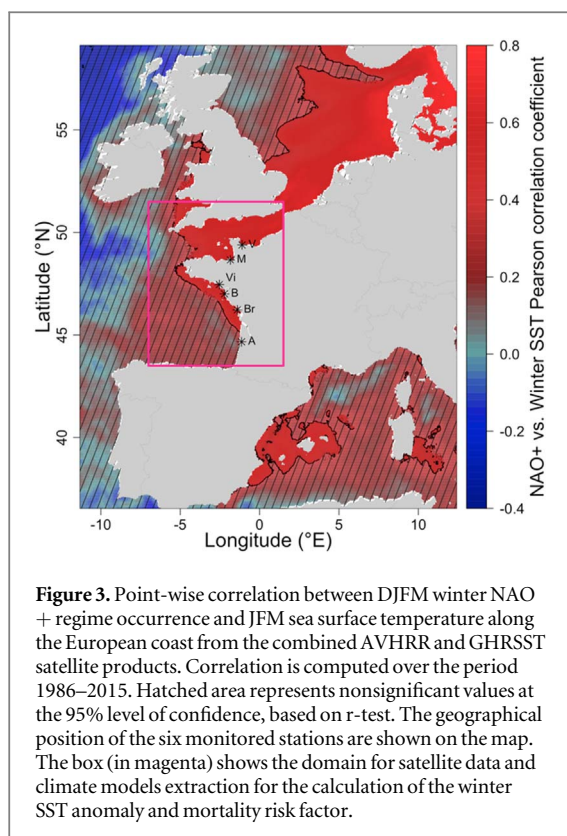 55
50
45
40
Latitude (°N)
V
M
Vi
B
Br
A
-10
-5
0
5
10
Longitude (°E)
0.8
0.6
0.4
0.2
0.0
-0.2
-0.4
NAO+ vs. Winter SST Pearson correlation coefficient
Figure 3. Point-wise correlation between DJFM winter NAO
+ regime occurrence and JFM sea surface temperature along
the European coast from the combined AVHRR and GHRSST
satellite products. Correlation is computed over the period
1986–2015. Hatched area represents nonsignificant values at
the 95% level of confidence, based on r-test. The geographical
position of the six monitored stations are shown on the map.
The box (in magenta) shows the domain for satellite data and
climate models extraction for the calculation of the winter
SST anomaly and mortality risk factor.